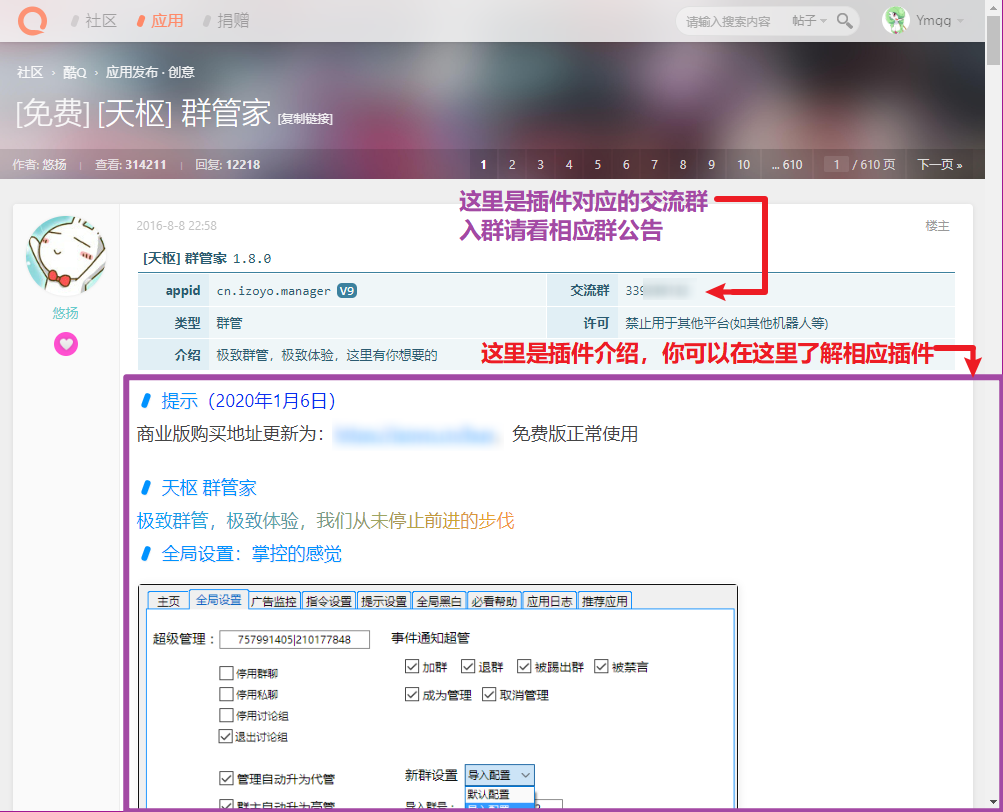 社区 应用 捐赠 请输入搜索内容 帖子 Ymqq
社区 › 酷Q › 应用发布 · 创意
[免费] [天枢] 群管家 [复制链接]
作者: 悠扬 | 查看: 314211 | 回复: 12218
1 2 3 4 5 6 7 8 9 10 ... 610 1 / 610 页 下一页 »
这里是插件对应的交流群
入群请看相应群公告
2016-8-8 22:58 楼主
[天枢] 群管家 1.8.0
appid cn.izoyo.manager V9 交流群 339
类型 群管 许可 禁止用于其他平台(如其他机器人等)
介绍 极致群管，极致体验，这里有你想要的
悠扬
这里是插件介绍，你可以在这里了解相应插件
提示（2020年1月6日）
商业版购买地址更新为： 免费版正常使用
天枢 群管家
极致群管，极致体验，我们从未停止前进的步伐
全局设置：掌控的感觉
主页 全局设置 广告监控 指令设置 提示设置 全局黑白 必看帮助 应用日志 推荐应用
超级管理： 757991405|210177848 事件通知超管
加群 退群 被踢出群 被禁言
停用群聊
停用私聊
成为管理 取消管理
停用讨论组
退出讨论组
管理自动升为代管 新群设置 导入配置
默认配置
群主自动升为高管 导入群号：
导入配置